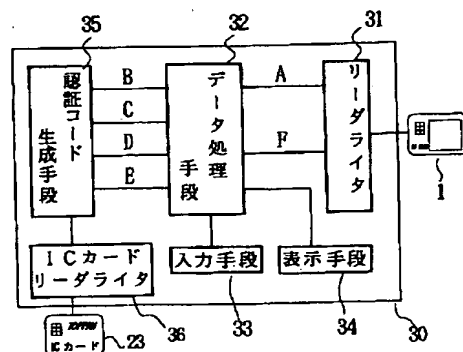 35
32
31
認証コード
生成手段
B
C
D
E
データ処理
手段
A
F
リーダライタ
1
ICカード
リーダライタ
36
入力手段
33
表示手段
34
30
23
ICカード